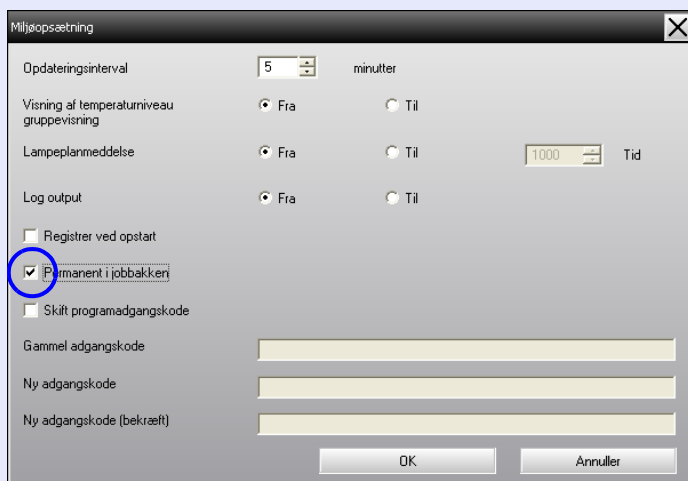 Miljøopsætning
Opdateringsinterval 5 minutter
Visning af temperaturniveau
gruppevisning Fra Til
Lampeplanmeddelse Fra Til 1000 Tid
Log output Fra Til
Registrer ved opstart
Permanent i jobbakken
Skift programadgangskode
Gammel adgangskode
Ny adgangskode
Ny adgangskode (bekræft)
OK Annuller